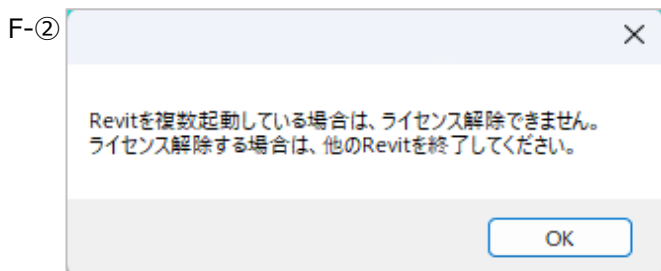 F-②
Revitを複数起動している場合は、ライセンス解除できません。
ライセンス解除する場合は、他のRevitを終了してください。
OK